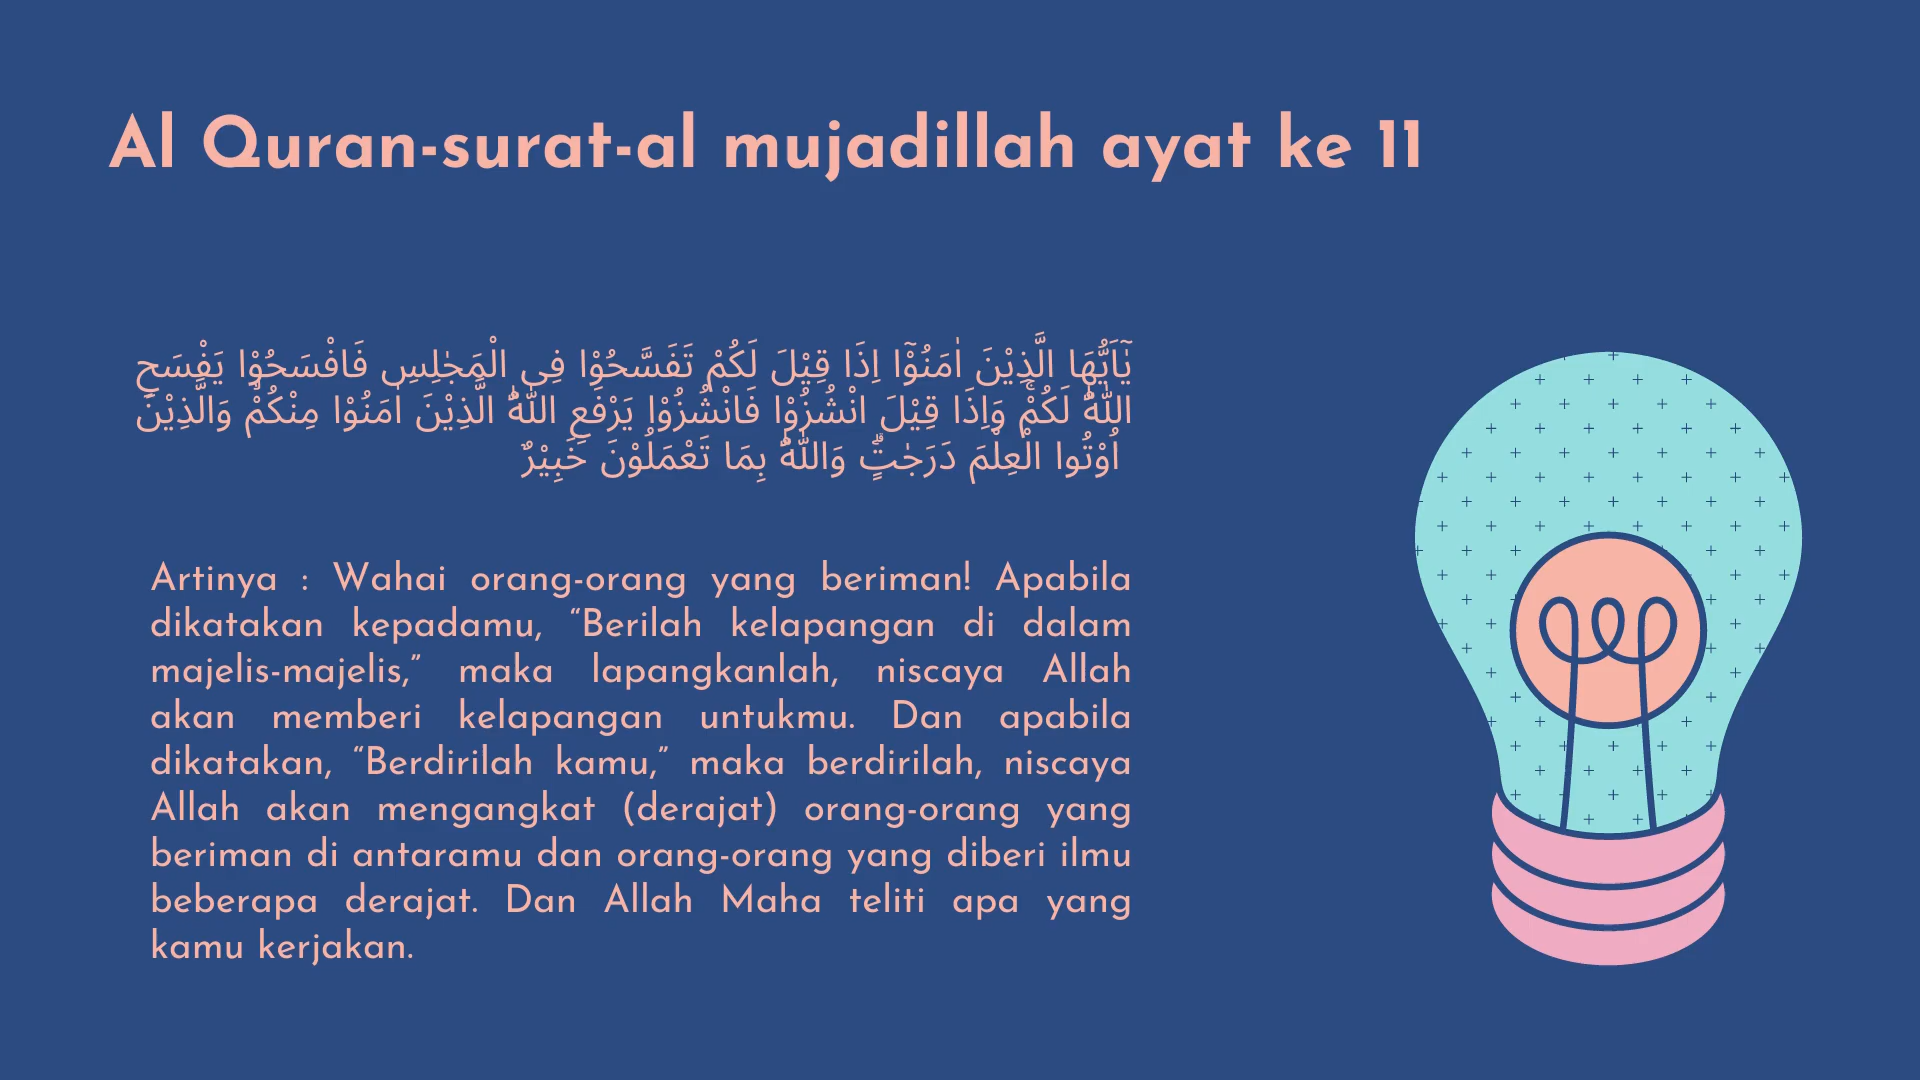 Al Quran-surat-al mujadillah ayat ke 11
يٰٓاَيُّهَا الَّذِيْنَ اٰمَنُوْٓا اِذَا قِيْلَ لَكُمْ تَفَسَّحُوْا فِى الْمَجٰلِسِ فَافْسَحُوْا يَفْسَحِ
اللّٰهُ لَكُمْۚ وَاِذَا قِيْلَ انْشُزُوْا فَانْشُزُوْا يَرْفَعِ اللّٰهُ الَّذِيْنَ اٰمَنُوْا مِنْكُمْۙ وَالَّذِيْنَ
اُوْتُوا الْعِلْمَ دَرَجٰتٍۗ وَاللّٰهُ بِمَا تَعْمَلُوْنَ خَبِيْرٌ
Artinya : Wahai orang-orang yang beriman! Apabila
dikatakan kepadamu, “Berilah kelapangan di dalam
majelis-majelis,” maka lapangkanlah, niscaya Allah
akan memberi kelapangan untukmu. Dan apabila
dikatakan, “Berdirilah kamu,” maka berdirilah, niscaya
Allah akan mengangkat (derajat) orang-orang yang
beriman di antaramu dan orang-orang yang diberi ilmu
beberapa derajat. Dan Allah Maha teliti apa yang
kamu kerjakan.